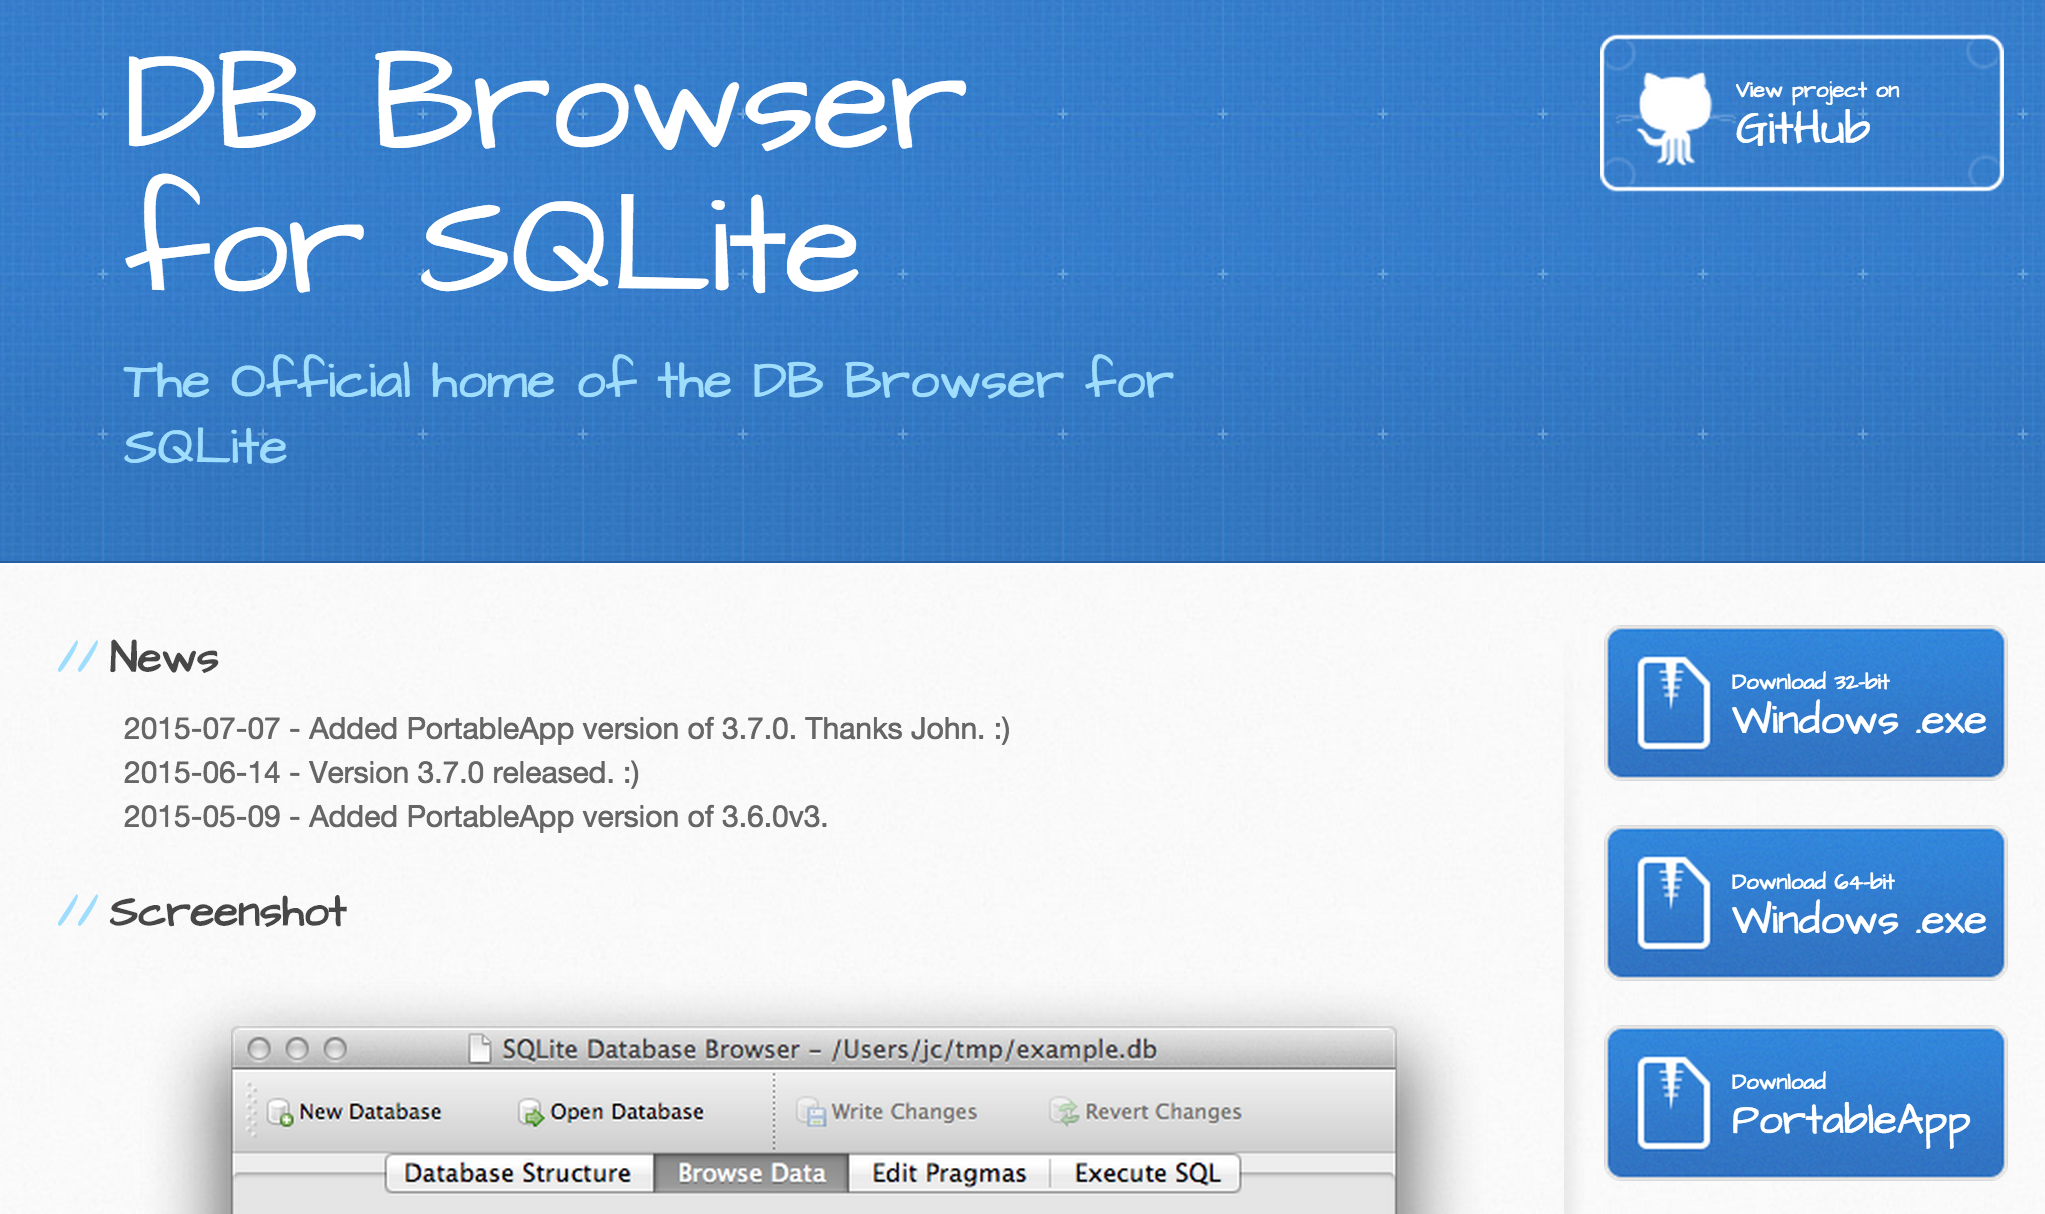 DB Browser
for SQLite
View project on
GitHub
The Official home of the DB Browser for
SQLite
// News
2015-07-07 - Added PortableApp version of 3.7.0. Thanks John. :)
2015-06-14 - Version 3.7.0 released. :)
2015-05-09 - Added PortableApp version of 3.6.0v3.
// Screenshot
SQLite Database Browser – /Users/jc/tmp/example.db
New Database Open Database Write Changes Revert Changes
Database Structure Browse Data Edit Pragmas Execute SQL
Download 32-bit
Windows .exe
Download 64-bit
Windows .exe
Download
PortableApp